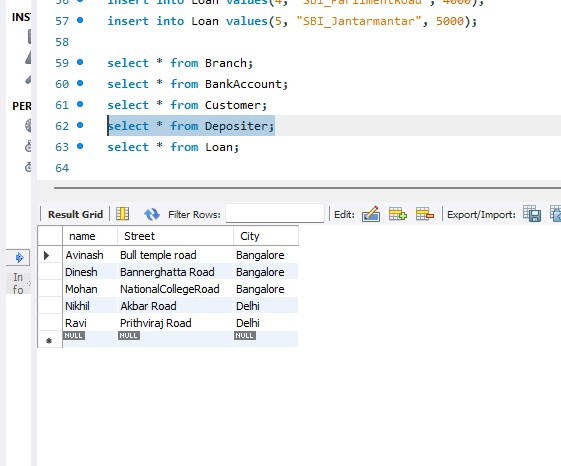 56 insert into Loan values(4, "SBI_ParlimentRoad", 4000);
INS
57 insert into Loan values(5, "SBI_Jantarmantar", 5000);
58
59 select * from Branch;
60 select * from BankAccount;
PER
61 select * from Customer;
62 select * from Depositer;
63 select * from Loan;
64
Result Grid Filter Rows: Edit: Export/Import:
name Street City
Avinash Bull temple road Bangalore
Dinesh Bannerghatta Road Bangalore
In
Mohan NationalCollegeRoad Bangalore
fo
Nikhil Akbar Road Delhi
Ravi Prithviraj Road Delhi
NULL NULL NULL